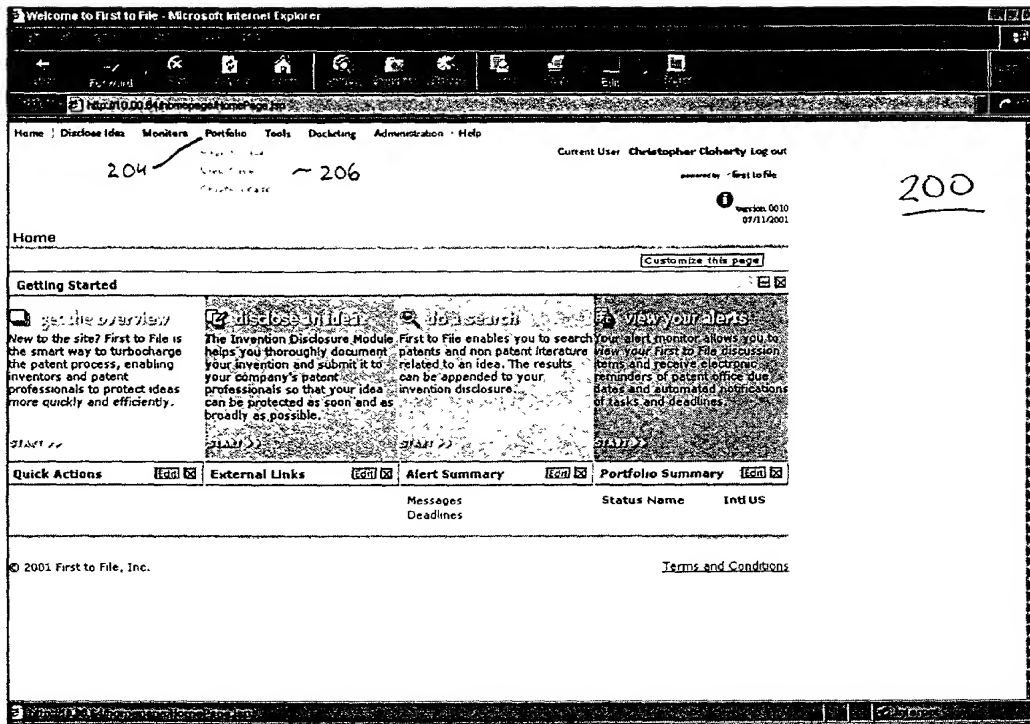 Welcome to First to File - Microsoft Internet Explorer
Forward
Edit
Home Disclose Idea Monitors Portfolio Tools Docketing Administration Help
Current User Christopher Cloherty Log out
204
206
powered by first to file
200
version 0010
07/11/2001
Home
Customize this page
Getting Started
get the overview
New to the site? First to File is
the smart way to turbocharge
the patent process, enabling
inventors and patent
professionals to protect ideas
more quickly and efficiently.
START >>
disclose an idea
The Invention Disclosure Module
helps you thoroughly document
your invention and submit it to
your company's patent
professionals so that your idea
can be protected as soon and as
broadly as possible.
START >>
do a search
First to File enables you to search
patents and non patent literature
related to an idea. The results
can be appended to your
invention disclosure.
START >>
view your alerts
Your alert monitor allows you to
view your First to File discussion
items and receive electronic
reminders of patent office due
dates and automated notifications
of tasks and deadlines.
START >>
Quick Actions Edit
External Links Edit
Alert Summary Edit
Messages
Deadlines
Portfolio Summary Edit
Status Name Intl US
© 2001 First to File, Inc.
Terms and Conditions